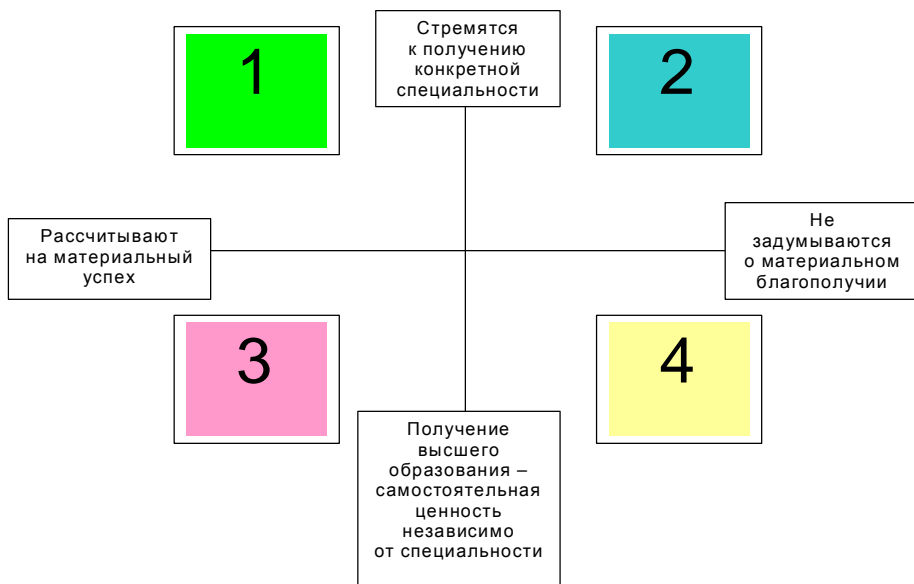 1
Стремятся
к получению
конкретной
специальности
2
Рассчитывают
на материальный
успех
Не
задумываются
о материальном
благополучии
3
4
Получение
высшего
образования –
самостоятельная
ценность
независимо
от специальности